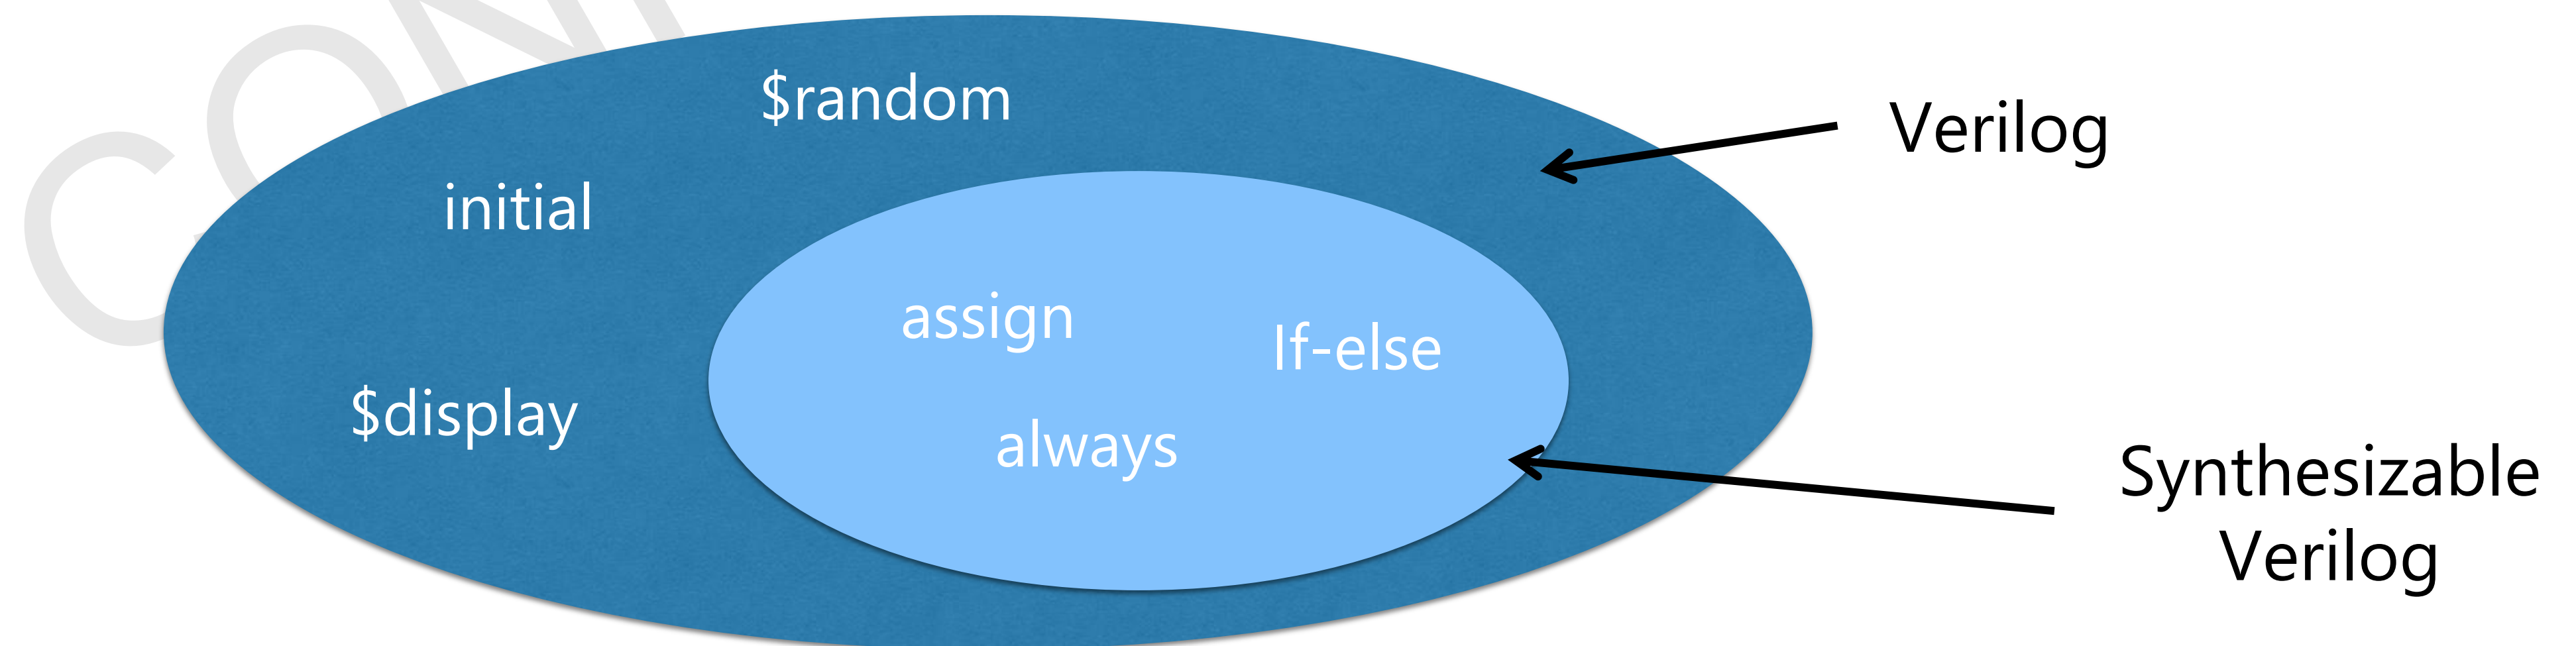 $random
Verilog
initial
assign
If-else
$display
always
Synthesizable
Verilog